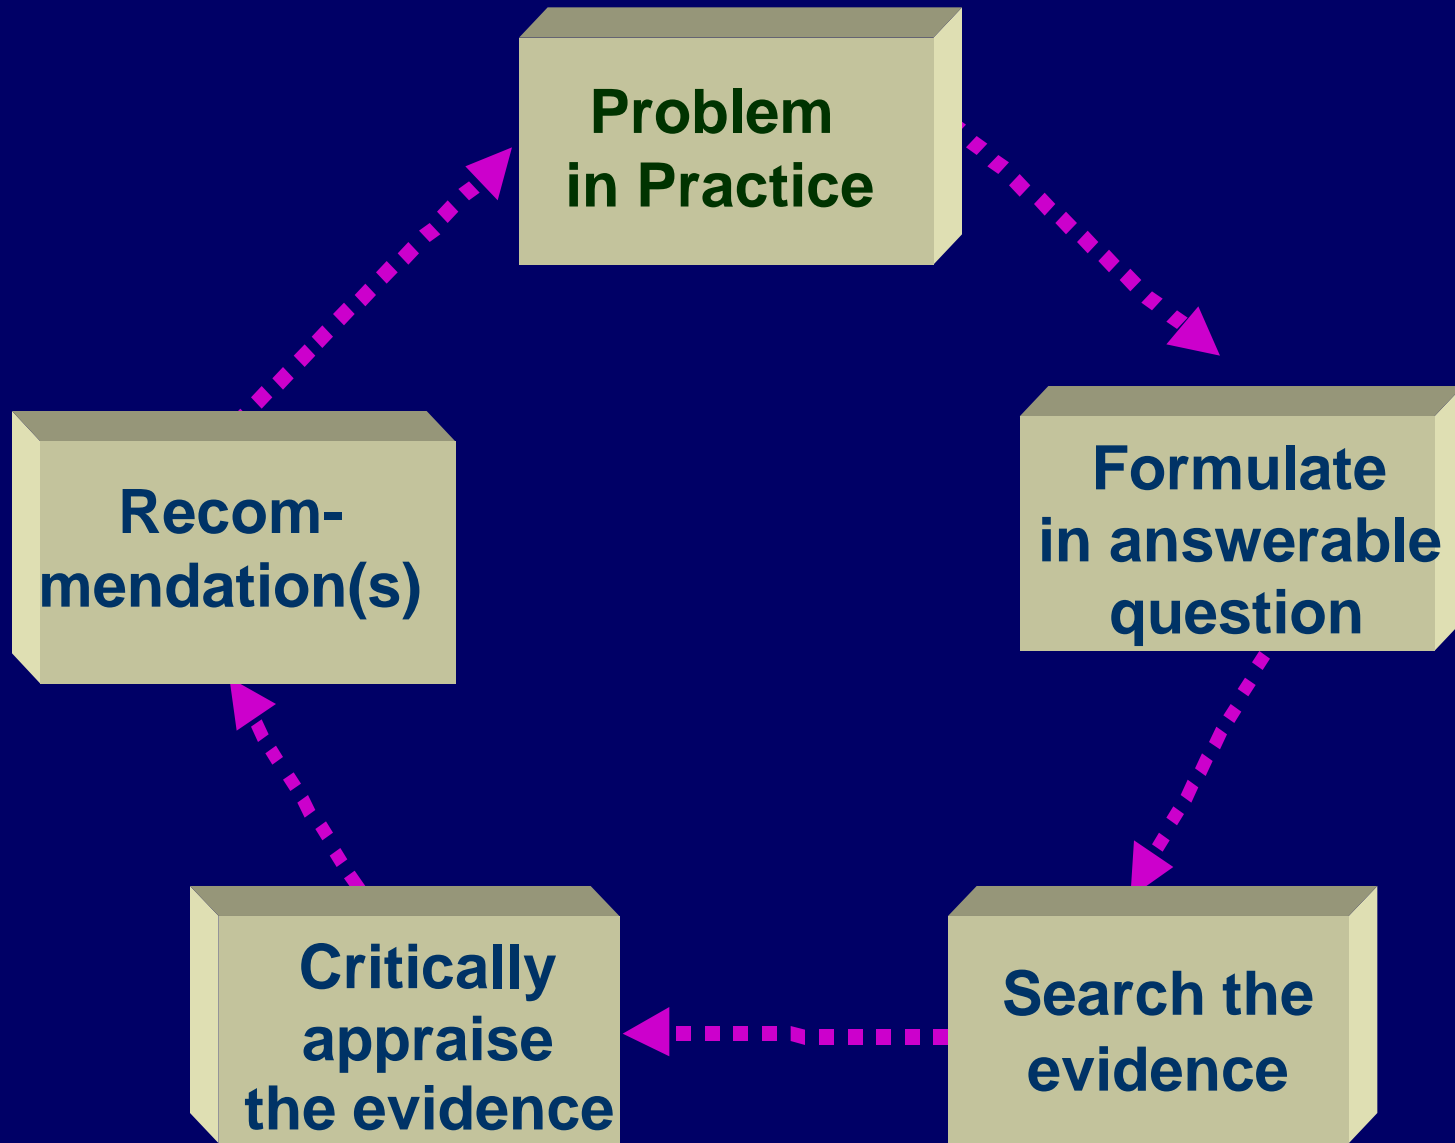 Problem
in Practice
Formulate
in answerable
question
Search the
evidence
Critically
appraise
the evidence
Recom-
mendation(s)